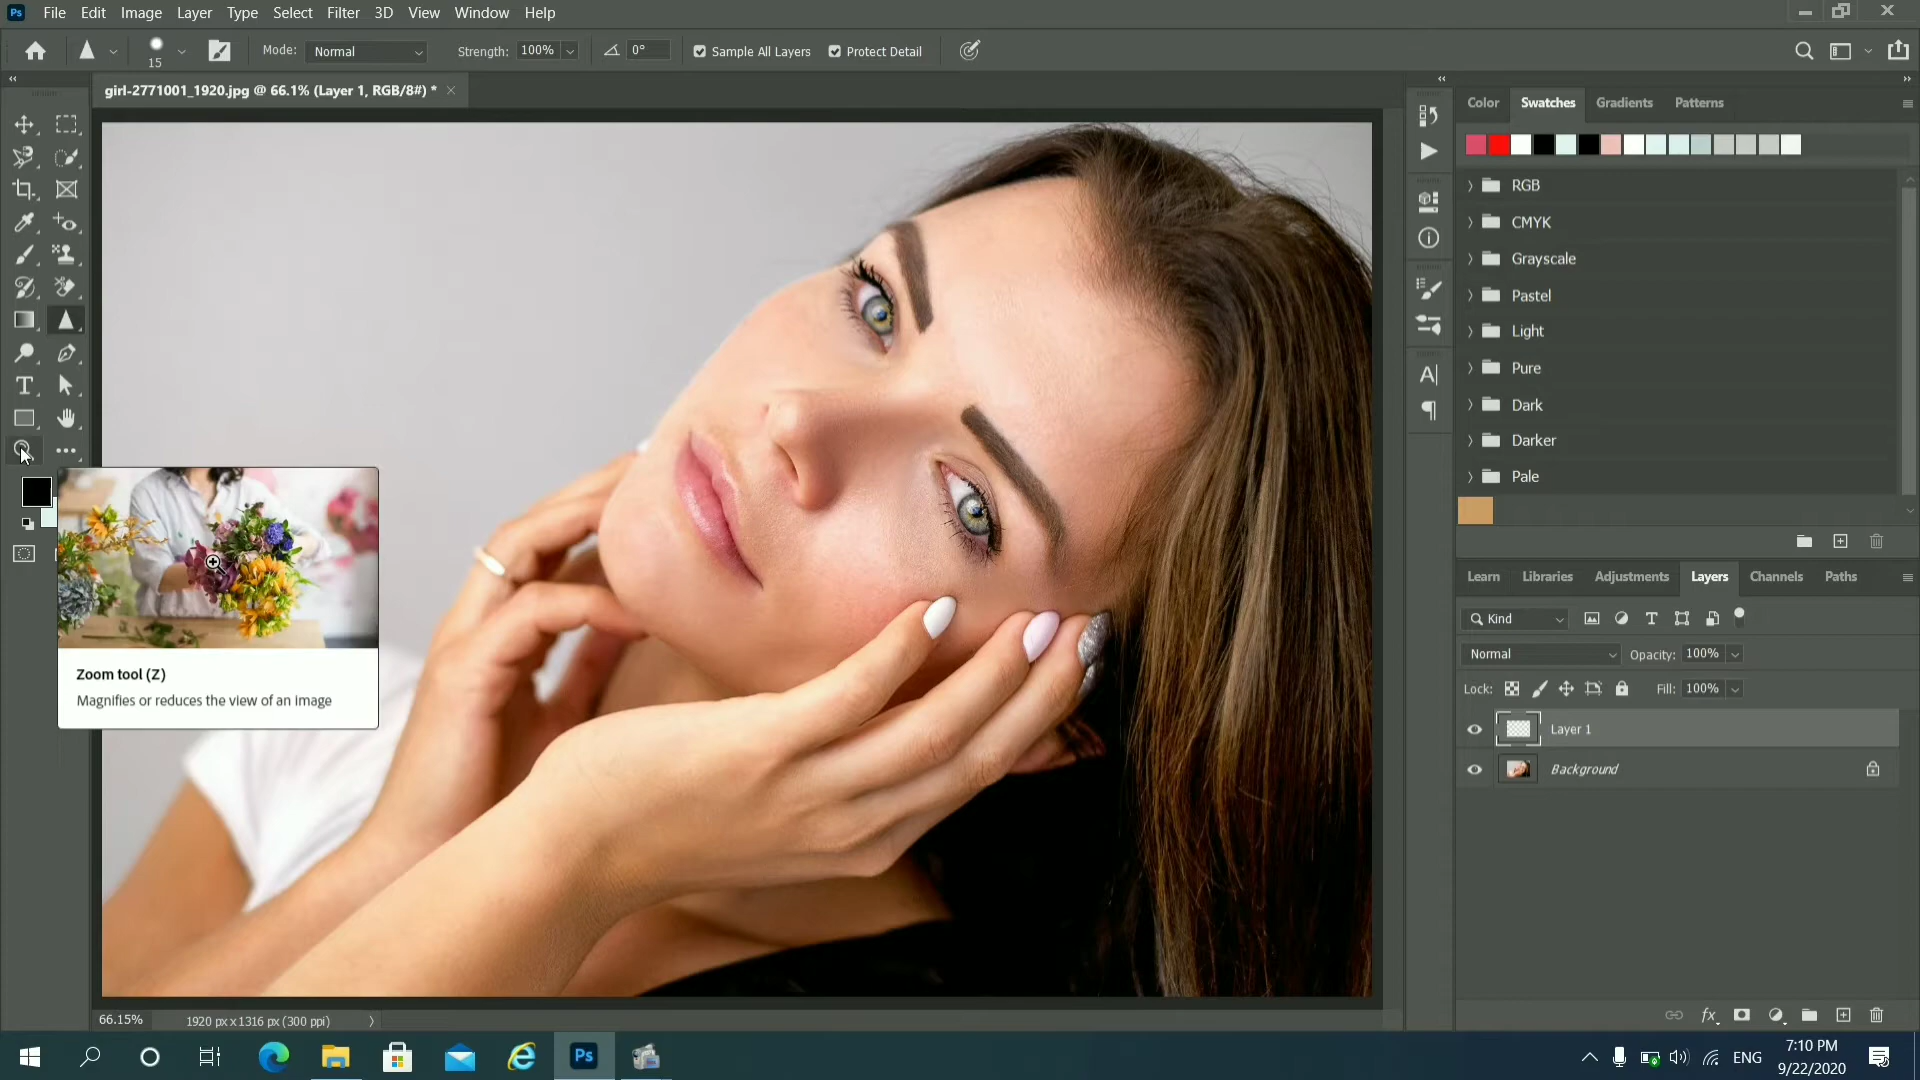 Ps File Edit Image Layer Type Select Filter 3D View Window Help
15 Mode: Normal Strength: 100% 0° Sample All Layers Protect Detail
girl-2771001_1920.jpg @ 66.1% (Layer 1, RGB/8#) *
Color Swatches Gradients Patterns
RGB
CMYK
Grayscale
Pastel
Light
Pure
Dark
Darker
Pale
Zoom tool (Z)
Magnifies or reduces the view of an image
Learn Libraries Adjustments Layers Channels Paths
Kind
Normal Opacity: 100%
Lock: Fill: 100%
Layer 1
Background
66.15% 1920 px x 1316 px (300 ppi)
Ps
ENG
7:10 PM
9/22/2020